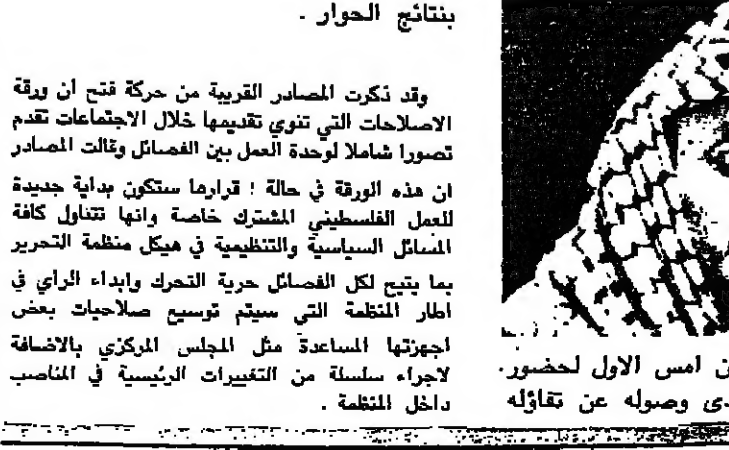 بنتائج الحوار .
وقد ذكرت المصادر القريبة من حركة فتح ان ورقة
الاصلاحات التي تنوي تقديمها خلال الاجتماعات تقدم
تصورا شاملا لوحدة العمل بين الفصائل وقالت المصادر
ان هذه الورقة في حالة ! قرارها ستكون بداية جديدة
للعمل الفلسطيني المشترك خاصة وانها تتناول كافة
المسائل السياسية والتنظيمية في هيكل منظمة التحرير
بما يتيح لكل الفصائل حرية التحرك وابداء الراي في
اطار المنظمة التي سيتم توسيع صلاحيات بعض
اجهزتها المساعدة مثل المجلس المركزي بالاضافة
لاجراء سلسلة من التغييرات الرئيسية في المناصب
داخل المنظمة .
امس الاول لحضور
وصوله عن تفاؤله